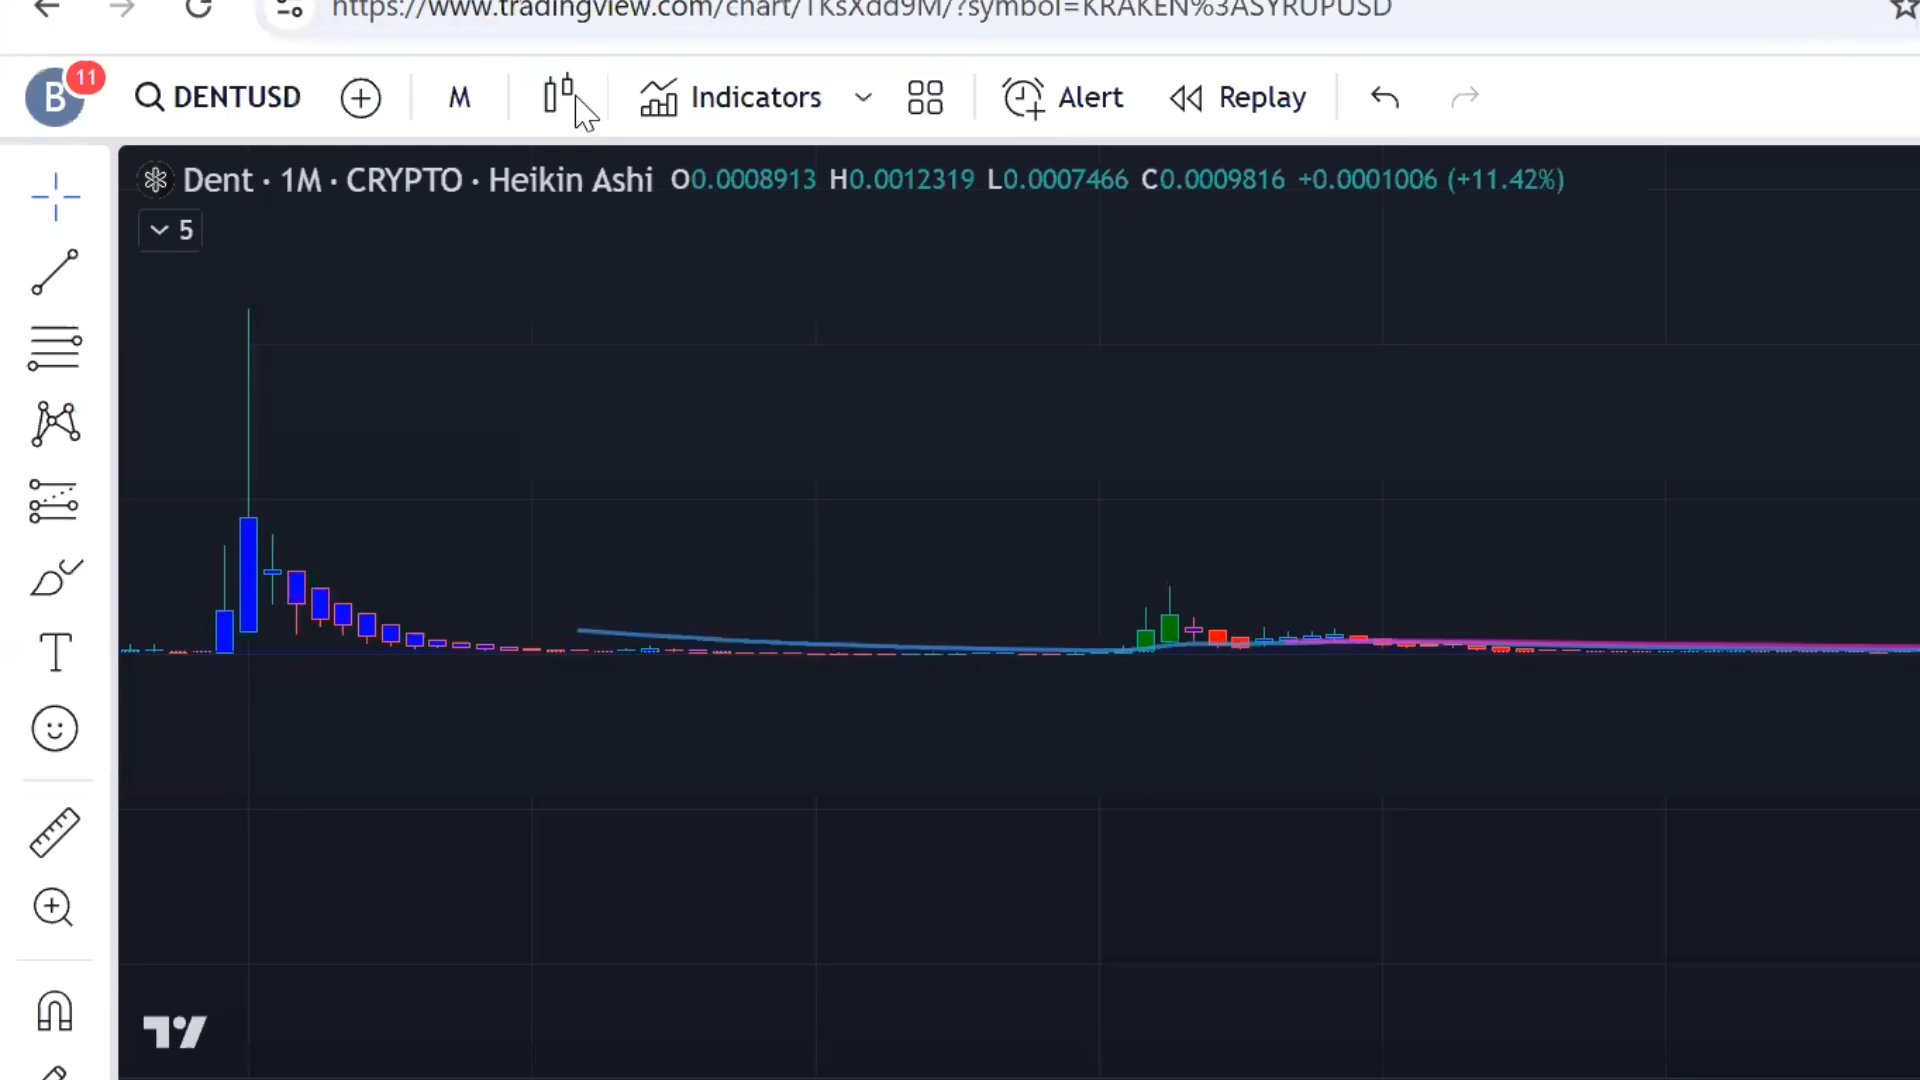 https://www.tradingview.com/chart/TKsXdd9M/?symbol=KRAKEN%3ASYRUPUSD
B 11 DENTUSD M Indicators Alert Replay
Dent · 1M · CRYPTO · Heikin Ashi O0.0008913 H0.0012319 L0.0007466 C0.0009816 +0.0001006 (+11.42%)
5